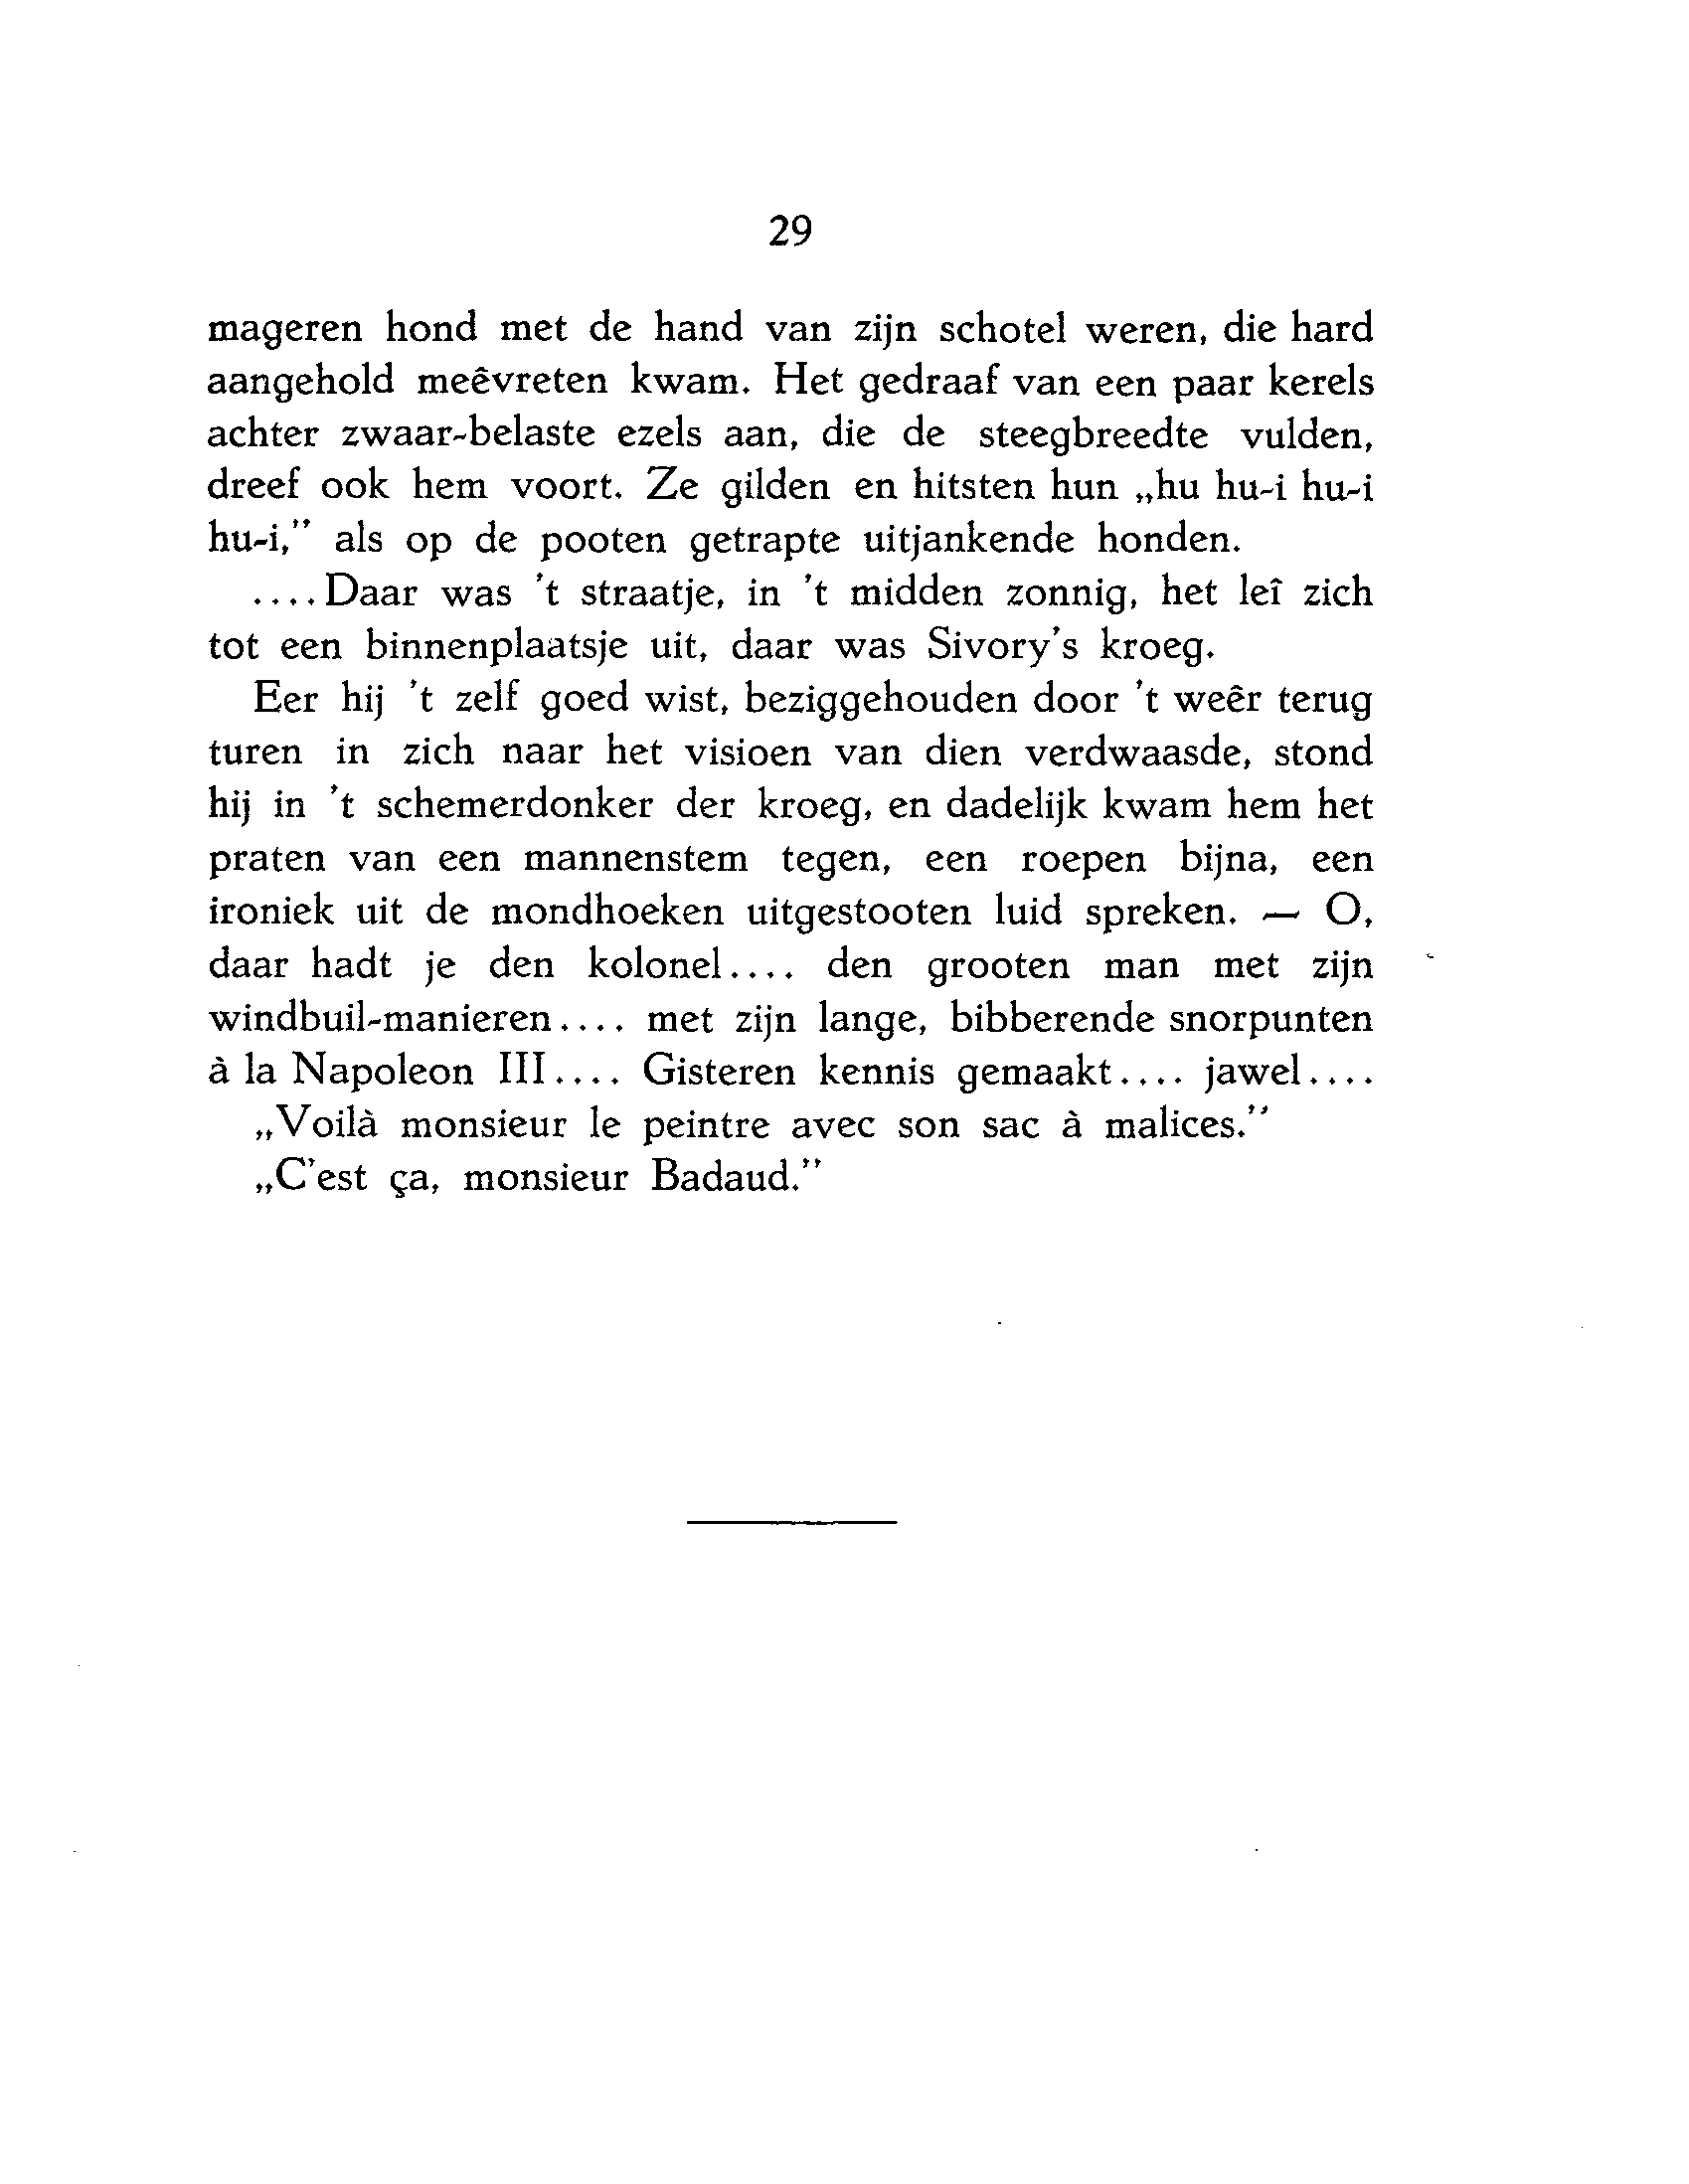 29
mageren hond met de hand van zijn schotel weren, die hard
aangehold meêvreten kwam. Het gedraaf van een paar kerels
achter zwaar-belaste ezels aan, die de steegbreedte vulden,
dreef ook hem voort. Ze gilden en hitsten hun „hu hu-i hu-i
hu-i,” als op de pooten getrapte uitjankende honden.
....Daar was 't straatje, in 't midden zonnig, het leî zich
tot een binnenplaatsje uit, daar was Sivory's kroeg.
Eer hij 't zelf goed wist, beziggehouden door 't weêr terug
turen in zich naar het visioen van dien verdwaasde, stond
hij in 't schemerdonker der kroeg, en dadelijk kwam hem het
praten van een mannenstem tegen, een roepen bijna, een
ironiek uit de mondhoeken uitgestooten luid spreken. — O,
daar hadt je den kolonel.... den grooten man met zijn
windbuil-manieren.... met zijn lange, bibberende snorpunten
à la Napoleon III.... Gisteren kennis gemaakt.... jawel....
„Voilà monsieur le peintre avec son sac à malices.”
„C'est ça, monsieur Badaud.”